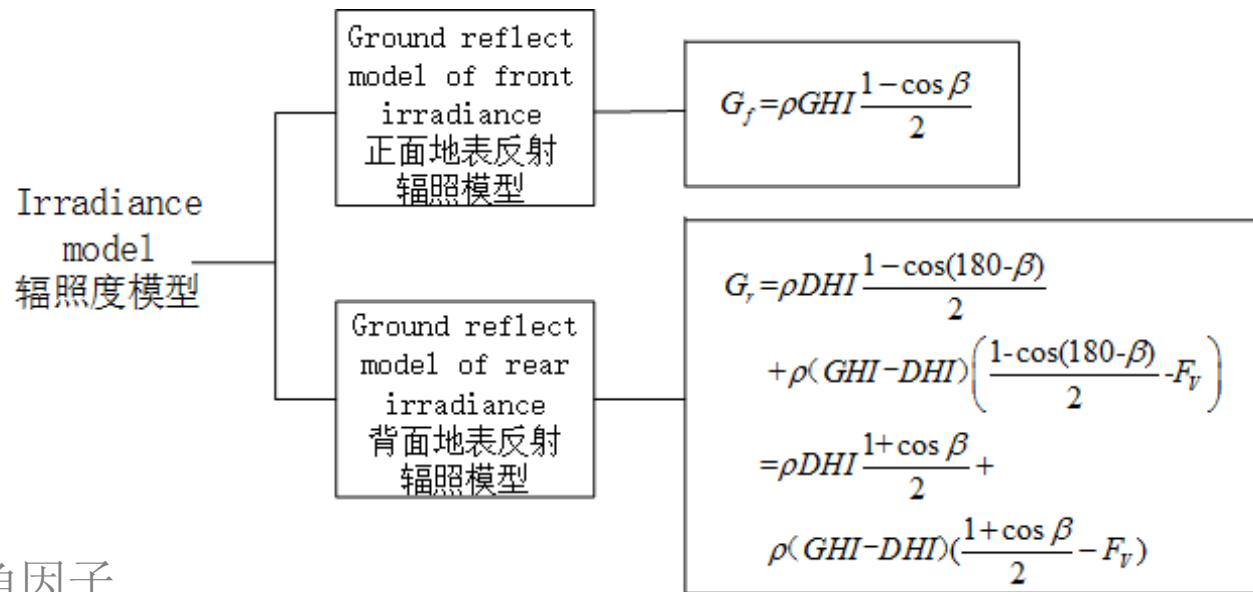 Irradiance
model
辐照度模型
Ground reflect
model of front
irradiance
正面地表反射
辐照模型
G_f=ρGHI (1−cos β)/2
Ground reflect
model of rear
irradiance
背面地表反射
辐照模型
G_r=ρDHI (1−cos(180-β))/2
+ρ(GHI−DHI)((1-cos(180-β))/2 -F_V)
=ρDHI (1+cos β)/2 +
ρ(GHI−DHI)((1+cos β)/2 − F_V)
因子